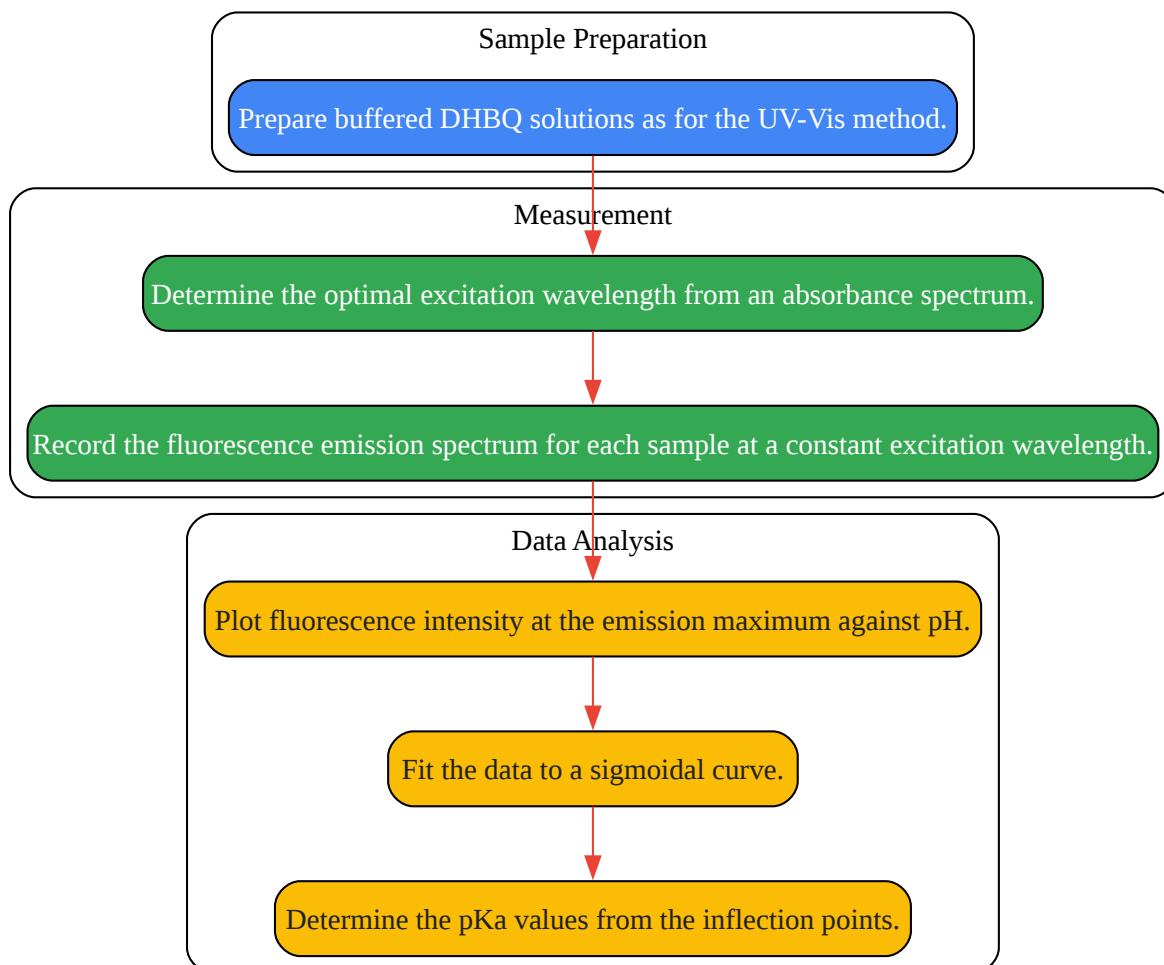 Sample Preparation
Prepare buffered DHBQ solutions as for the UV-Vis method.
Measurement
Determine the optimal excitation wavelength from an absorbance spectrum.
Record the fluorescence emission spectrum for each sample at a constant excitation wavelength.
Data Analysis
Plot fluorescence intensity at the emission maximum against pH.
Fit the data to a sigmoidal curve.
Determine the pKa values from the inflection points.